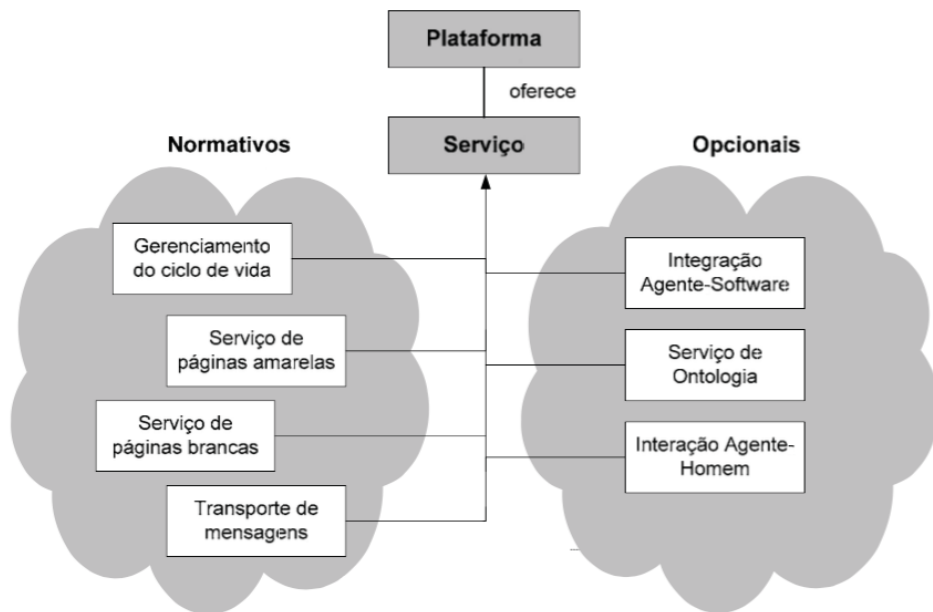 Plataforma
oferece
Serviço
Normativos
Opcionais
Gerenciamento
do ciclo de vida
Serviço de
páginas amarelas
Serviço de
páginas brancas
Transporte de
mensagens
Integração
Agente-Software
Serviço de
Ontologia
Interação Agente-
Homem